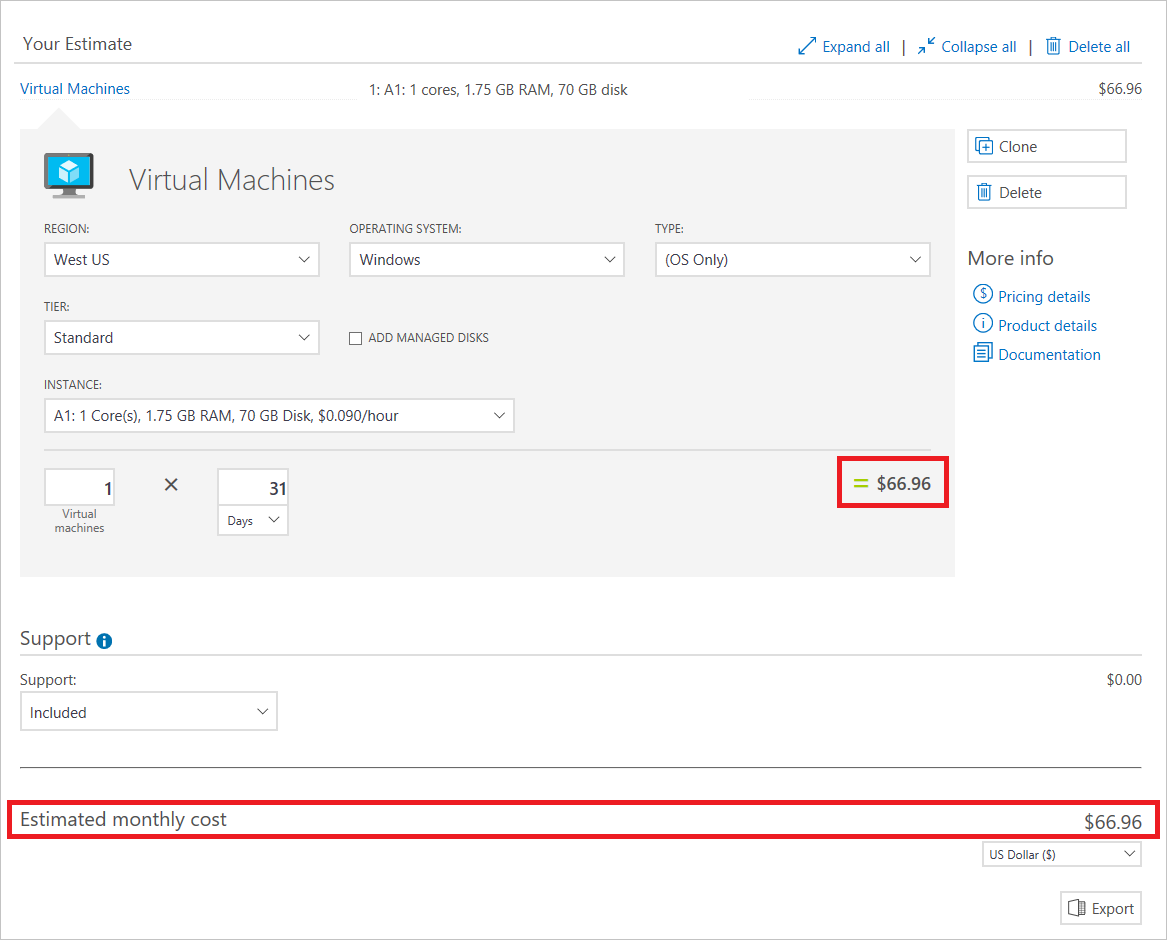 Your Estimate
Expand all | Collapse all | Delete all
Virtual Machines
1: A1: 1 cores, 1.75 GB RAM, 70 GB disk
$66.96
Virtual Machines
Clone
Delete
REGION:
OPERATING SYSTEM:
TYPE:
West US
Windows
(OS Only)
More info
Pricing details
Product details
Documentation
TIER:
Standard
ADD MANAGED DISKS
INSTANCE:
A1: 1 Core(s), 1.75 GB RAM, 70 GB Disk, $0.090/hour
1
Virtual
machines
×
31
Days
= $66.96
Support
Support:
$0.00
Included
Estimated monthly cost
$66.96
US Dollar ($)
Export